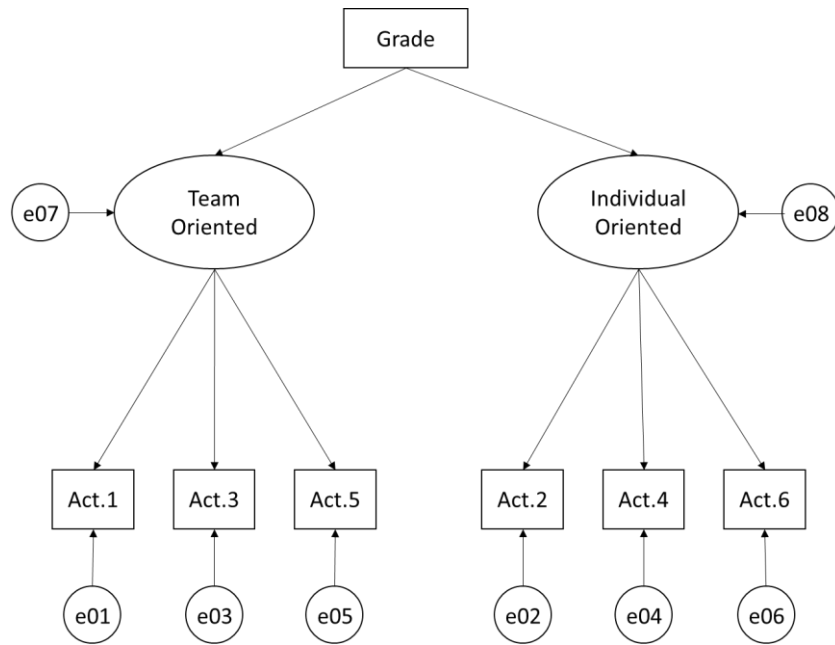 Grade
Team
Oriented
Individual
Oriented
e07
e08
Act.1
Act.3
Act.5
Act.2
Act.4
Act.6
e01
e03
e05
e02
e04
e06